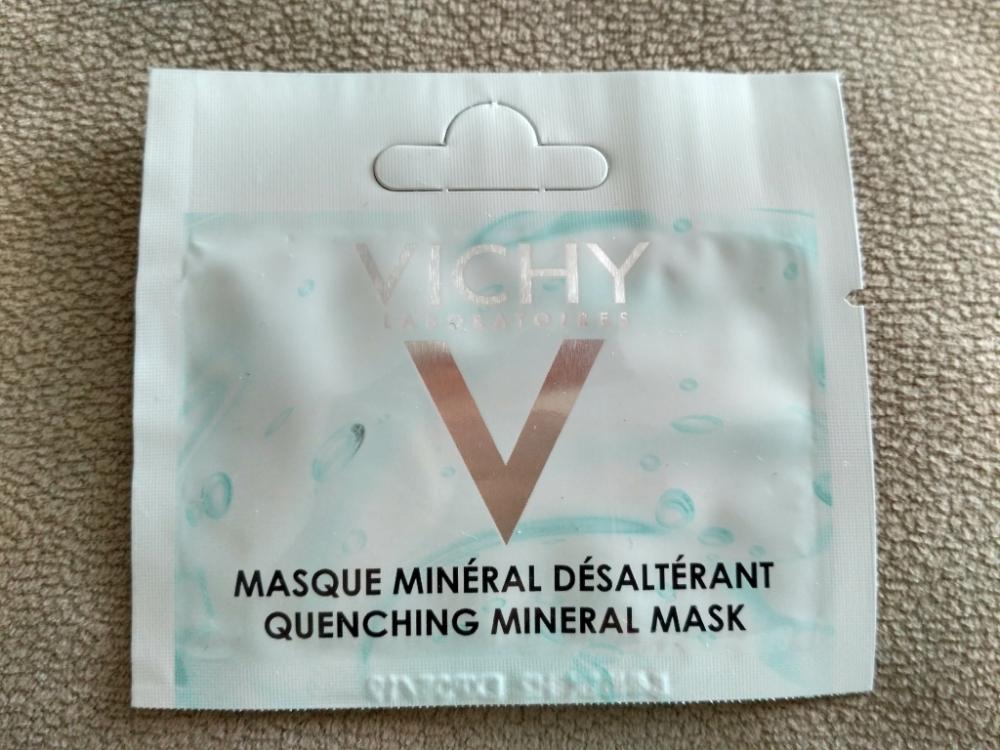 VICHY
LABORATOIRES
V
MASQUE MINÉRAL DÉSALTÉRANT
QUENCHING MINERAL MASK